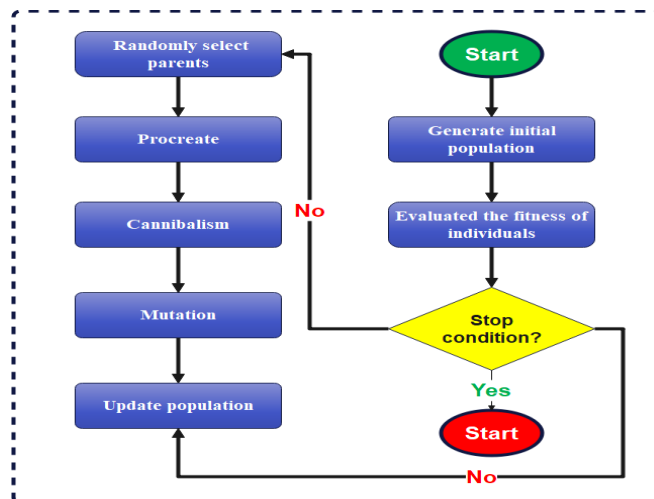 Randomly select
parents
Procreate
Cannibalism
Mutation
Update population
Start
Generate initial
population
Evaluated the fitness of
individuals
Stop
condition?
No
Yes
Start
No